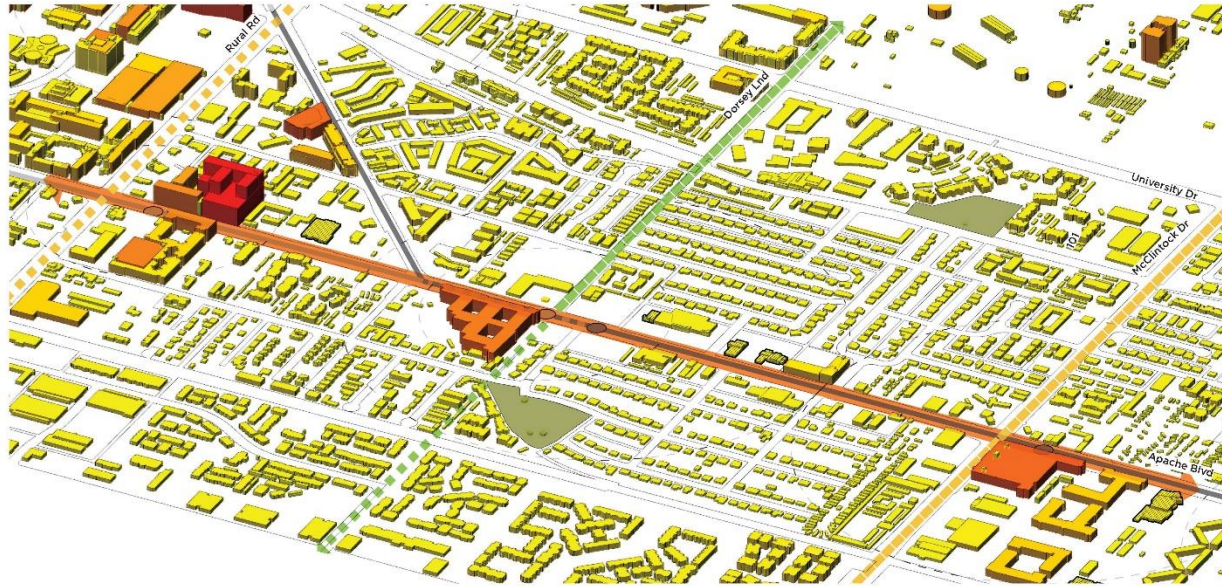 Rural Rd
Dorsey Lnd
University Dr
McClintock Dr
101
Apache Blvd